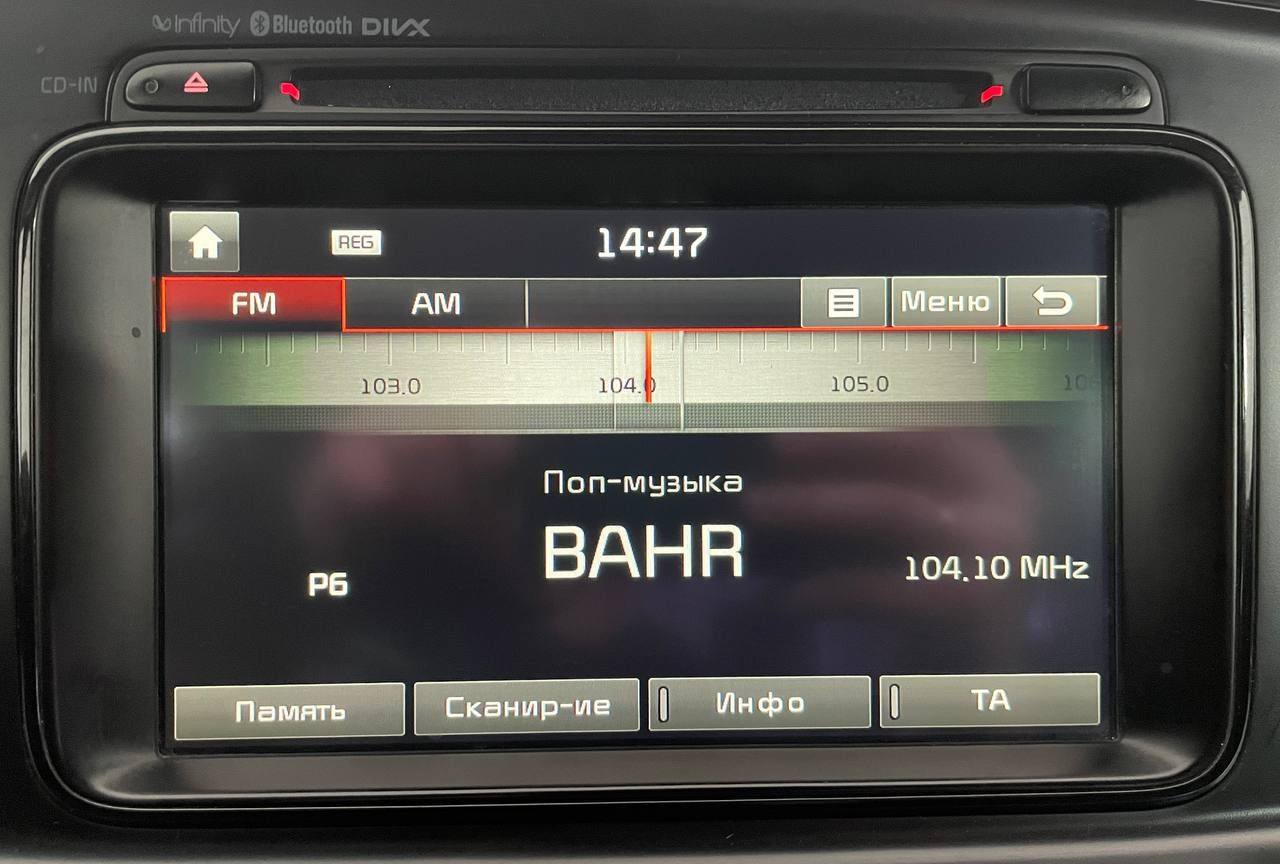 Infinity Bluetooth DIVX
CD-IN
REG 14:47
FM AM Меню
103.0 104.0 105.0 106
Поп-музыка
BAHR
P6 104.10 MHz
Память Сканир-ие Инфо TA